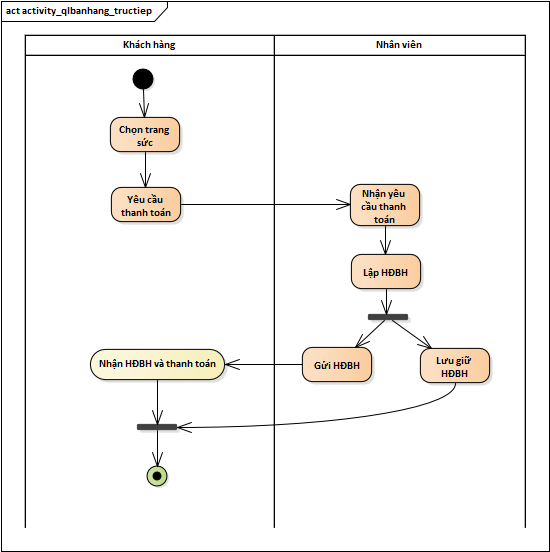 act activity_qlbanhang_tructiep
Khách hàng
Nhân viên
Chọn trang
sức
Yêu cầu
thanh toán
Nhận yêu
cầu thanh
toán
Lập HĐBH
Nhận HĐBH và thanh toán
Gửi HĐBH
Lưu giữ
HĐBH